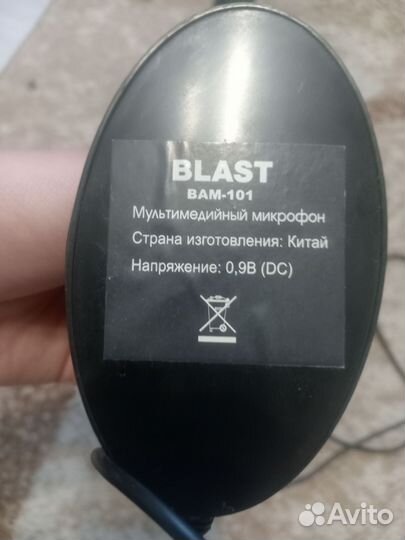 BLAST
BAM-101
Мультимедийный микрофон
Страна изготовления: Китай
Напряжение: 0,9В (DC)
Avito